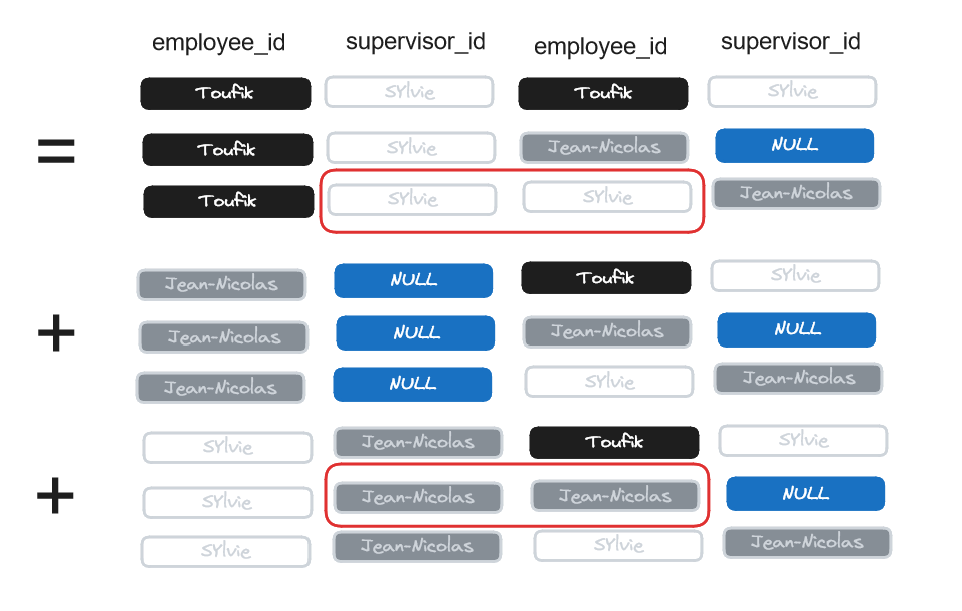 employee_id supervisor_id employee_id supervisor_id
Toufik SYlvie Toufik SYlvie
= Toufik SYlvie Jean-Nicolas NULL
Toufik SYlvie SYlvie Jean-Nicolas
Jean-Nicolas NULL Toufik SYlvie
+ Jean-Nicolas NULL Jean-Nicolas NULL
Jean-Nicolas NULL SYlvie Jean-Nicolas
SYlvie Jean-Nicolas Toufik SYlvie
+ SYlvie Jean-Nicolas Jean-Nicolas NULL
SYlvie Jean-Nicolas SYlvie Jean-Nicolas